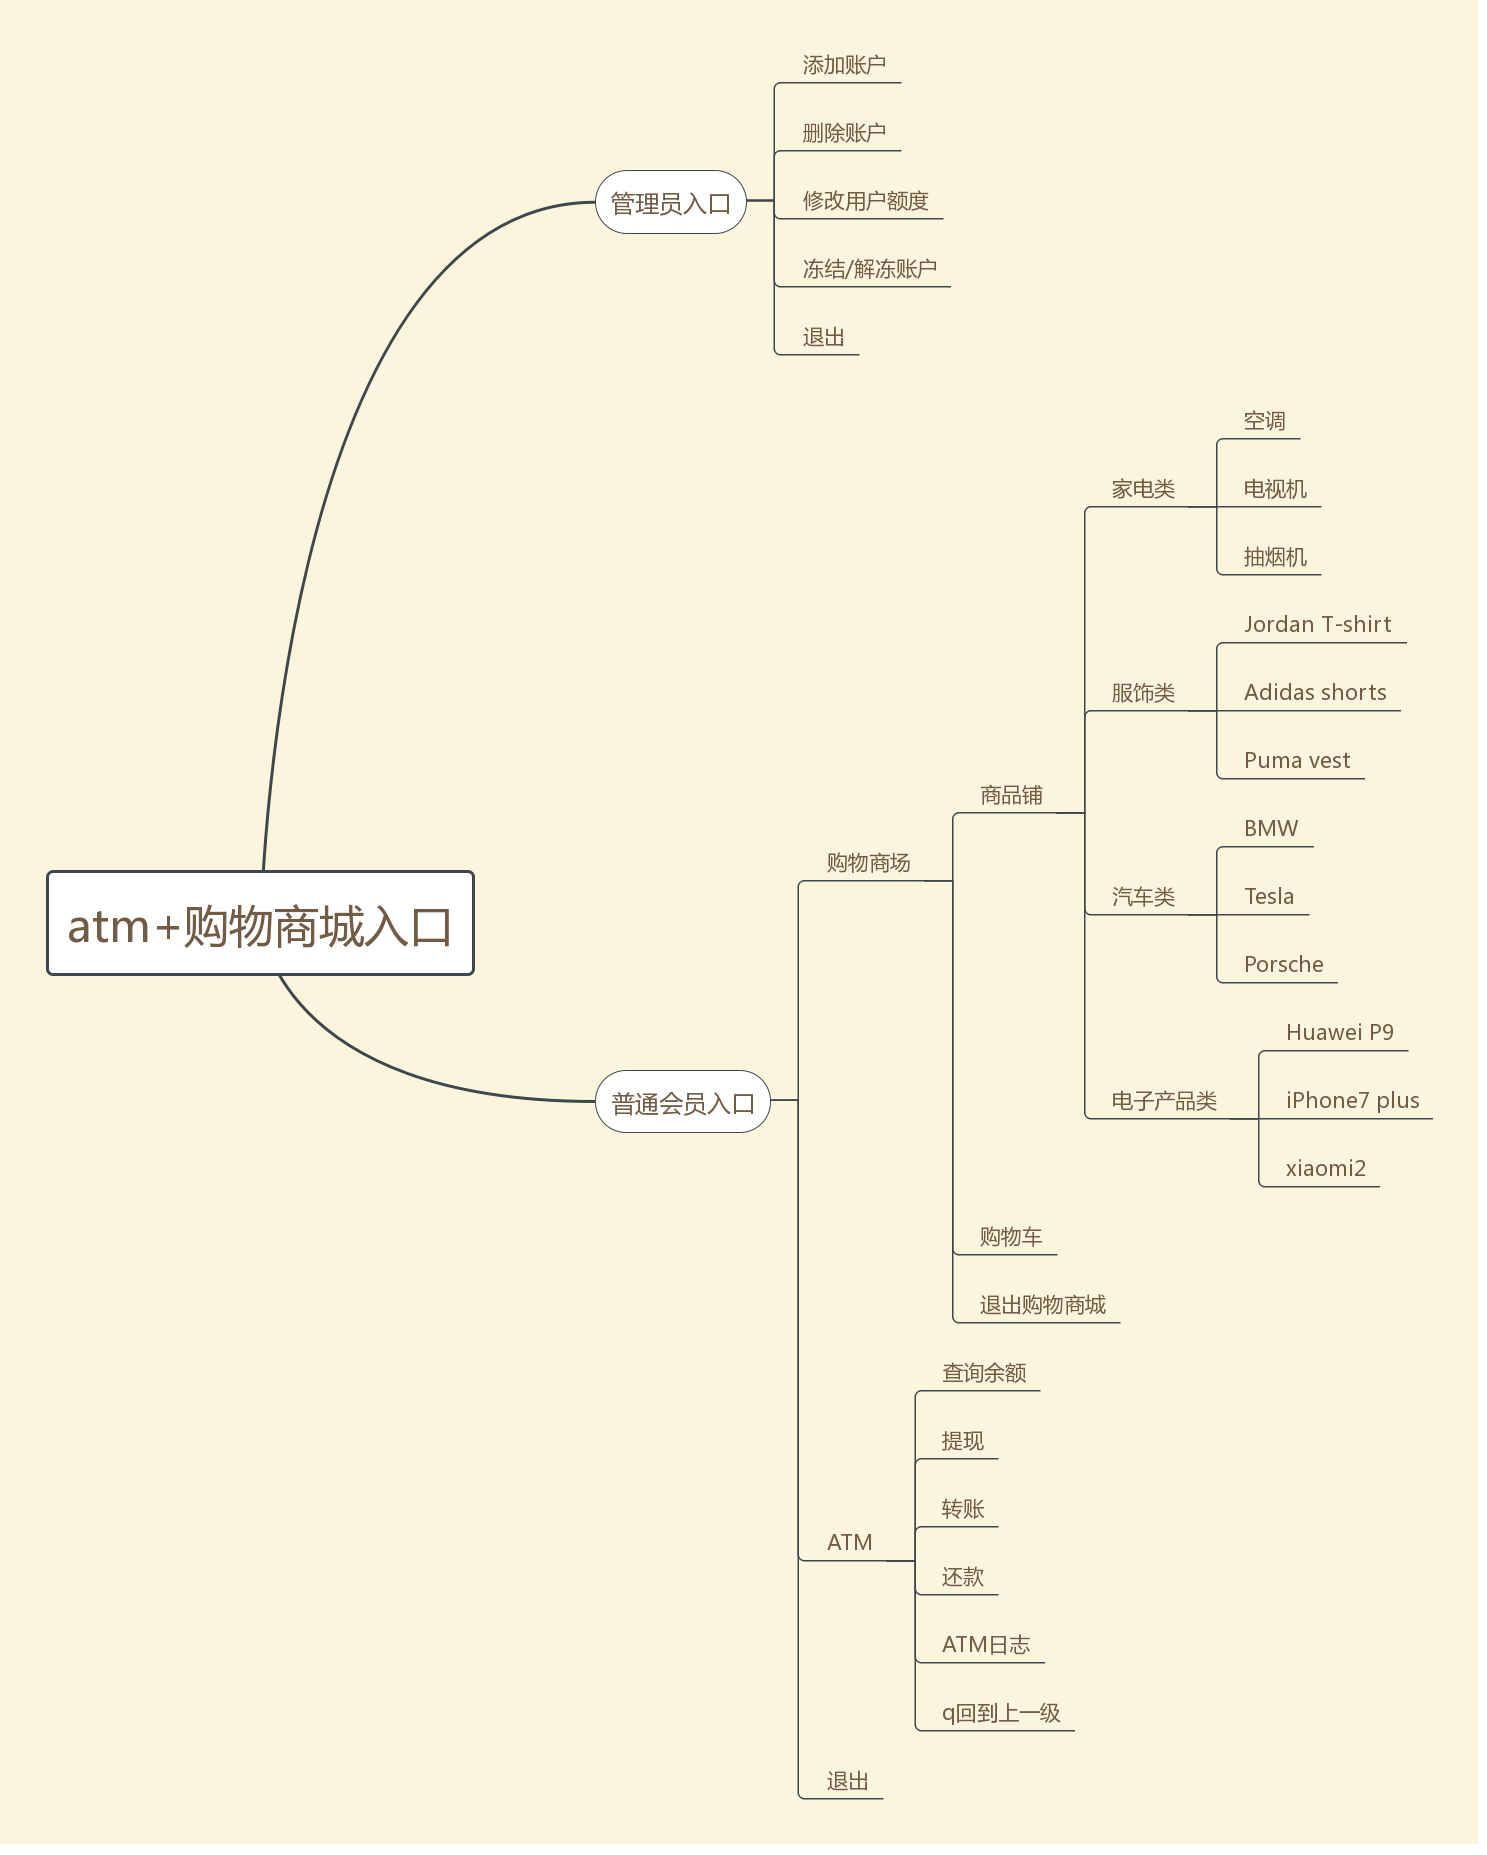 atm+购物商城入口
管理员入口
添加账户
删除账户
修改用户额度
冻结/解冻账户
退出
普通会员入口
购物商场
商品铺
家电类
空调
电视机
抽烟机
服饰类
Jordan T-shirt
Adidas shorts
Puma vest
汽车类
BMW
Tesla
Porsche
电子产品类
Huawei P9
iPhone7 plus
xiaomi2
购物车
退出购物商城
ATM
查询余额
提现
转账
还款
ATM日志
q回到上一级
退出